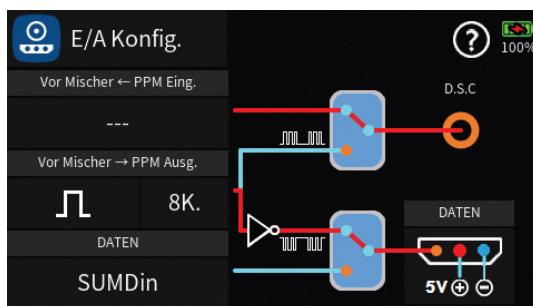 E/A Konfig.
?
100%
Vor Mischer ← PPM Eing.
D.S.C
---
Vor Mischer → PPM Ausg.
8K.
DATEN
DATEN
SUMDin
5V ⊕ ⊖